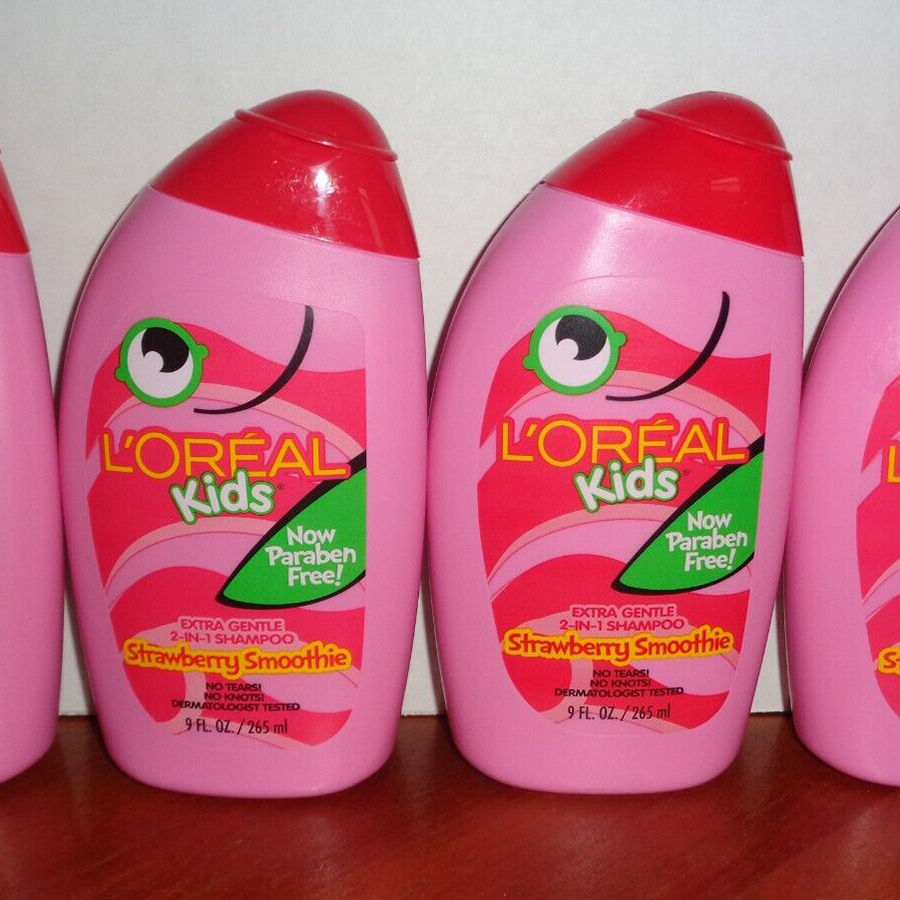 L'ORÉAL
Kids®
Now
Paraben
Free!
EXTRA GENTLE
2-IN-1 SHAMPOO
Strawberry Smoothie
NO TEARS!
NO KNOTS!
DERMATOLOGIST TESTED
9 FL. OZ. / 265 ml
L'ORÉAL
Kids®
Now
Paraben
Free!
EXTRA GENTLE
2-IN-1 SHAMPOO
Strawberry Smoothie
NO TEARS!
NO KNOTS!
DERMATOLOGIST TESTED
9 FL. OZ. / 265 ml